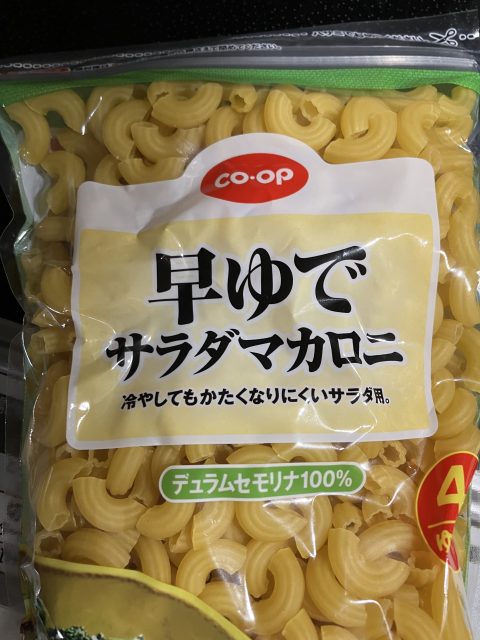 co·op
早ゆで
サラダマカロニ
冷やしてもかたくなりにくいサラダ用。
デュラムセモリナ100%
4
分